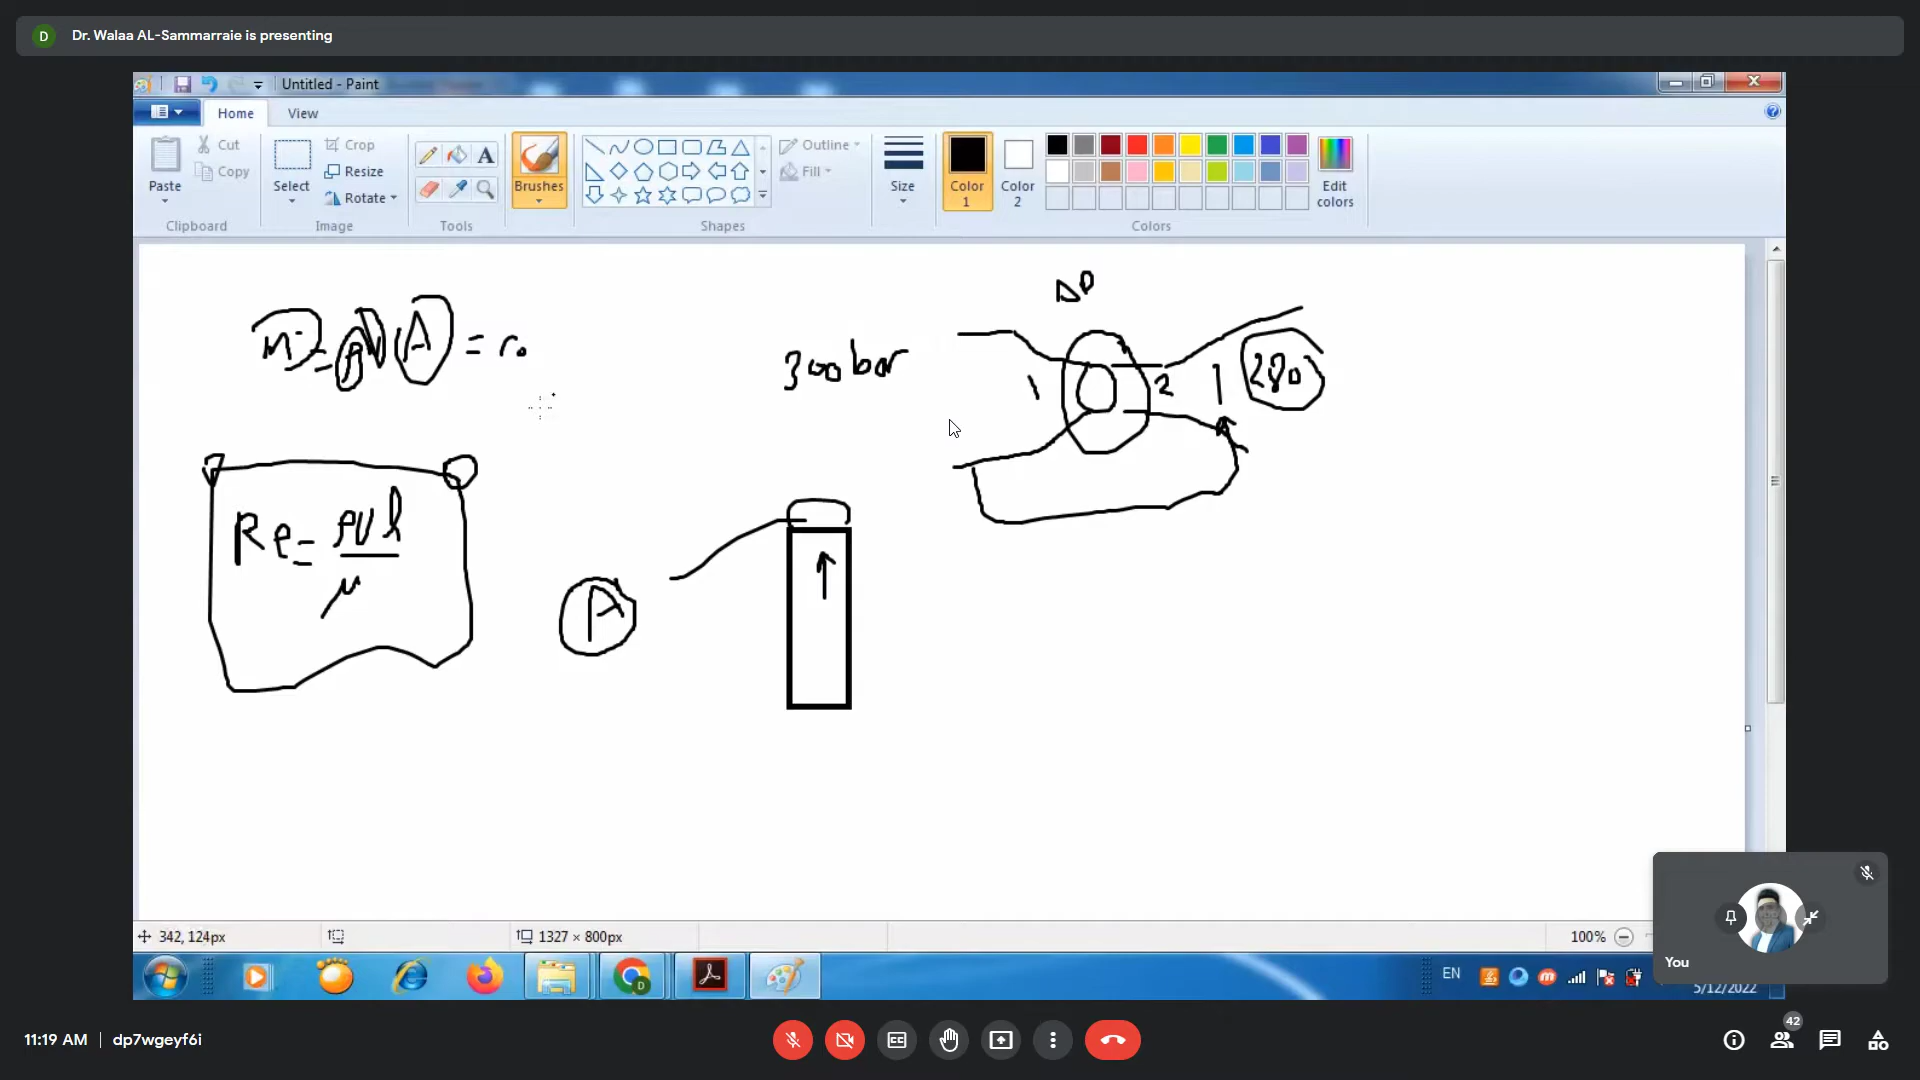 D
Dr. Walaa AL-Sammarraie is presenting
Untitled - Paint
Home
View
Paste
Cut
Copy
Clipboard
Select
Crop
Resize
Rotate
Image
A
Tools
Brushes
Outline
Fill
Shapes
Size
Color 1
Color 2
Edit colors
Colors
ΔP
ṁ = ρVA =
300 bar
1
2
280
Re = ρvl
μ
A
342, 124px
1327 × 800px
100%
You
EN
5/12/2022
11:19 AM
dp7wgeyf6i
42